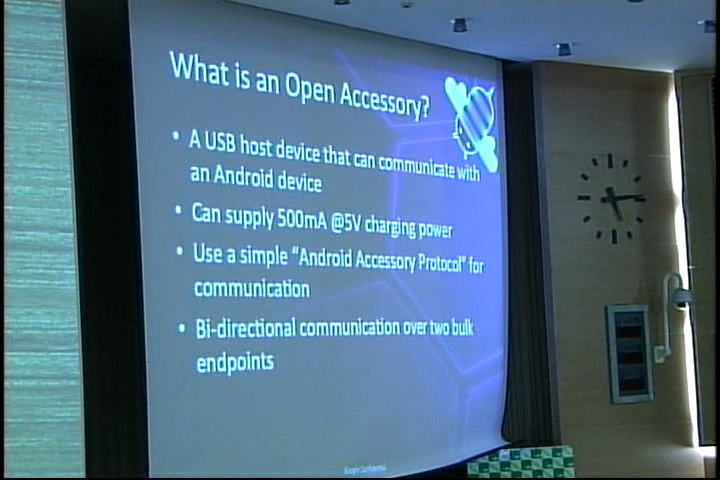 What is an Open Accessory?
• A USB host device that can communicate with
an Android device
• Can supply 500mA @5V charging power
• Use a simple “Android Accessory Protocol” for
communication
• Bi-directional communication over two bulk
endpoints